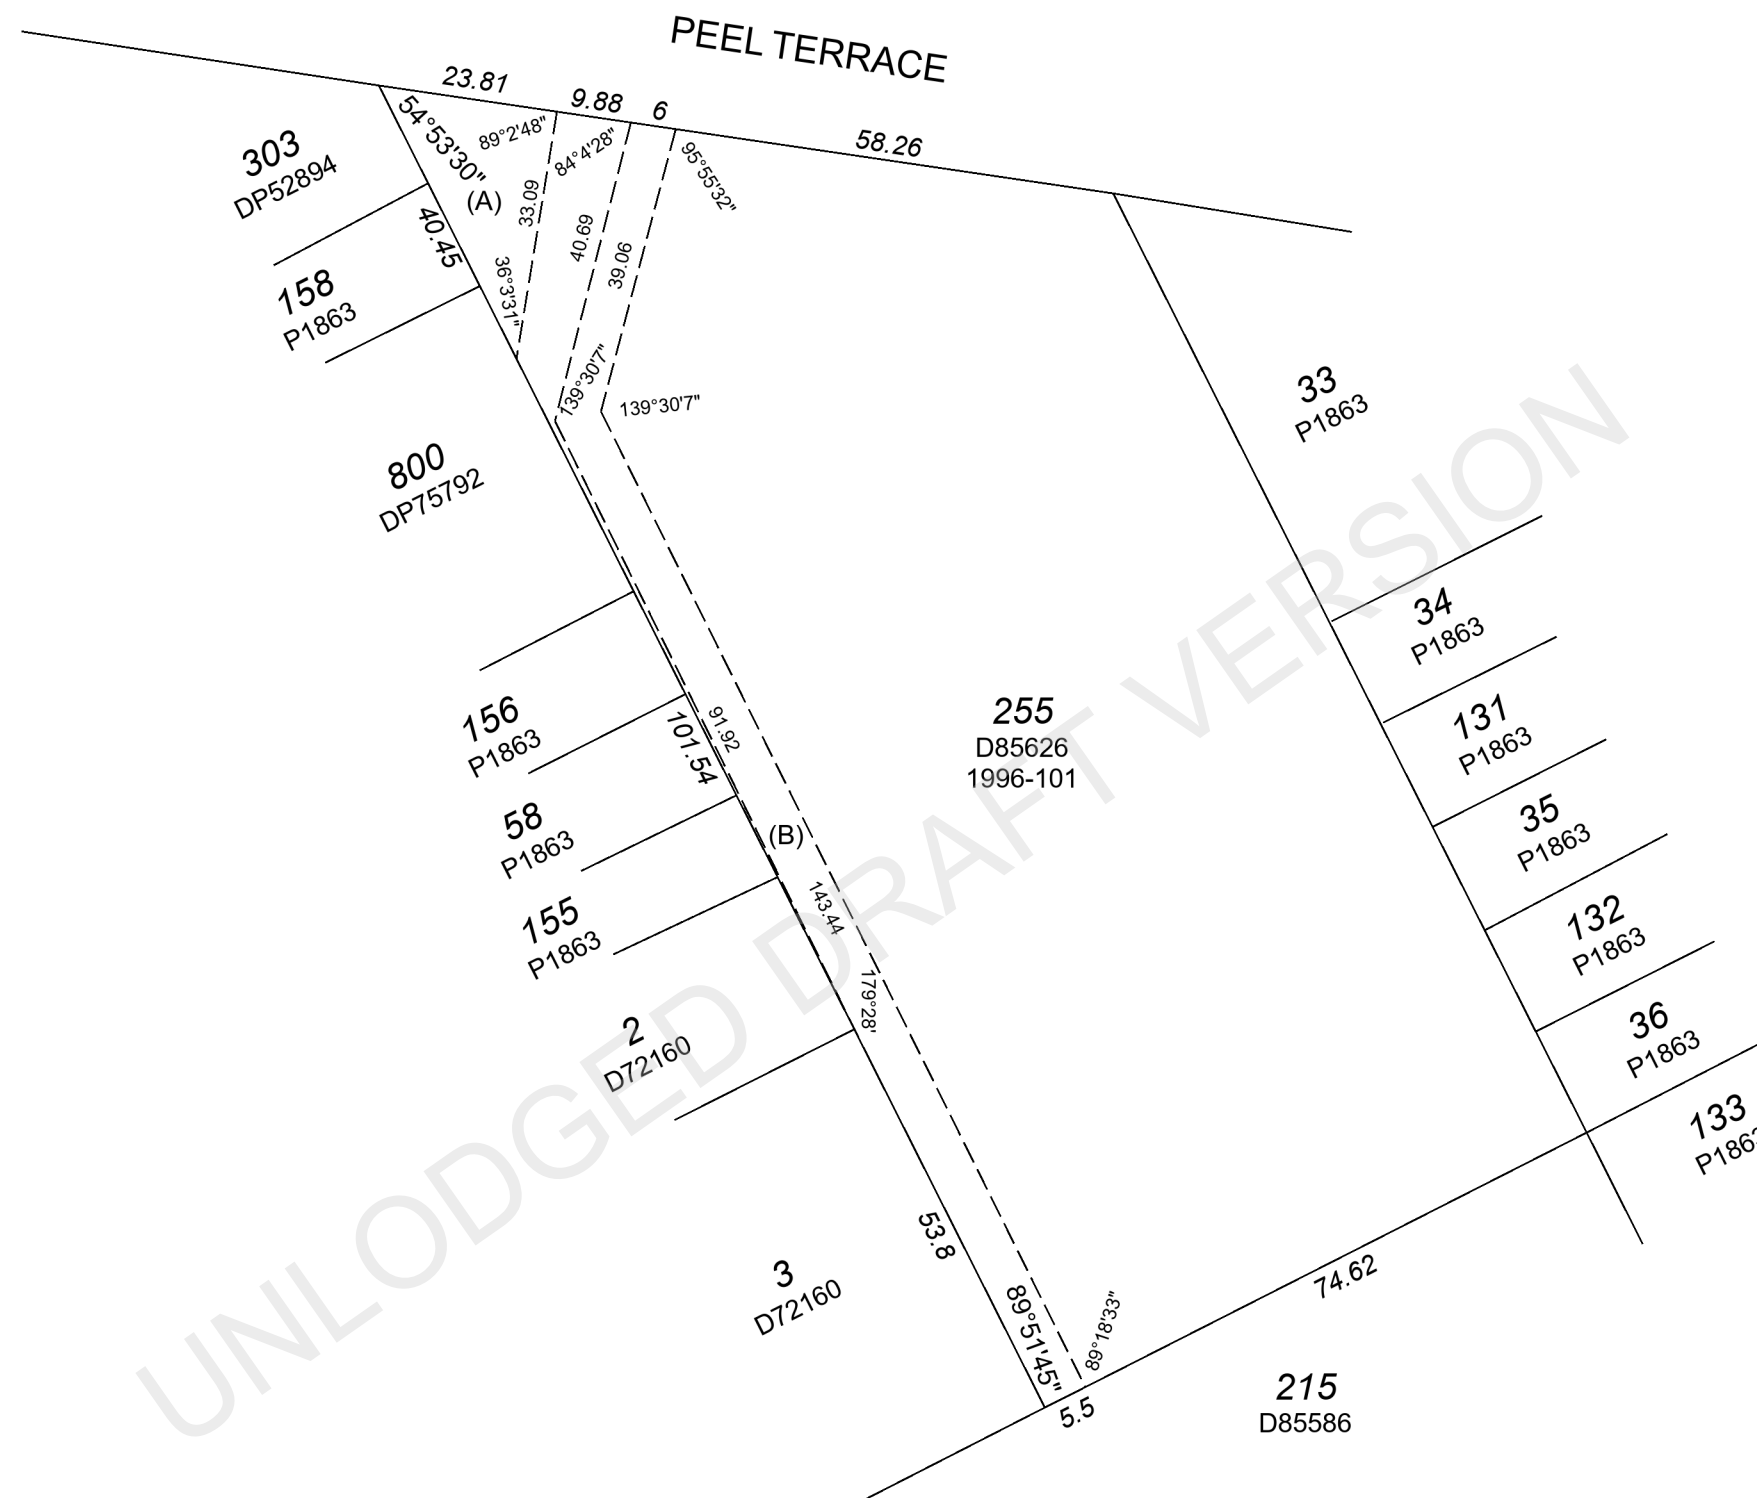 PEEL TERRACE
23.81
9.88
6
58.26
54°53'30"
89°2'48"
84°4'28"
95°55'32"
303
DP52894
(A)
33.09
40.69
39.06
40.45
36°3'31"
158
P1863
139°30'7"
139°30'7"
33
P1863
800
DP75792
34
P1863
156
P1863
91.92
101.54
255
D85626
1996-101
131
P1863
58
P1863
(B)
35
P1863
155
P1863
143.44
132
P1863
179°28'
2
D72160
36
P1863
133
P1863
53.8
3
D72160
89°51'45"
89°18'33"
74.62
5.5
215
D85586
UNLODGED DRAFT VERSION